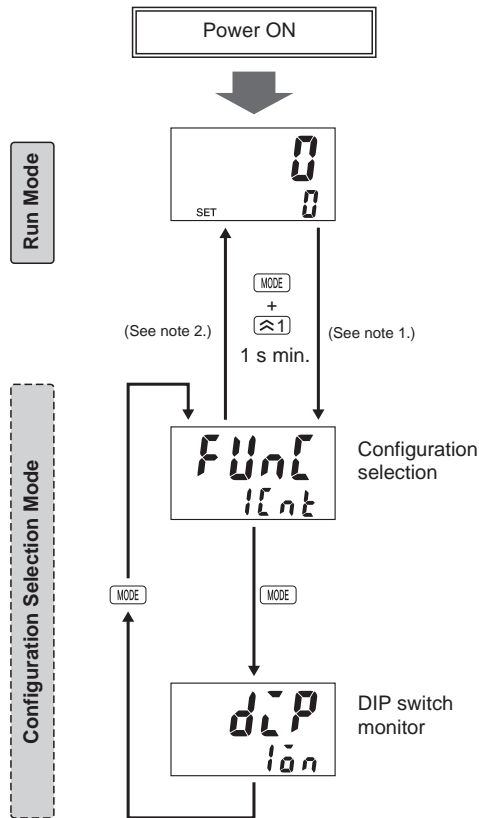 Power ON
Run Mode
0
SET 0
MODE
+
1
(See note 2.)
(See note 1.)
1 s min.
Configuration Selection Mode
FUnC
1Cnt
Configuration
selection
MODE
MODE
diP
1on
DIP switch
monitor